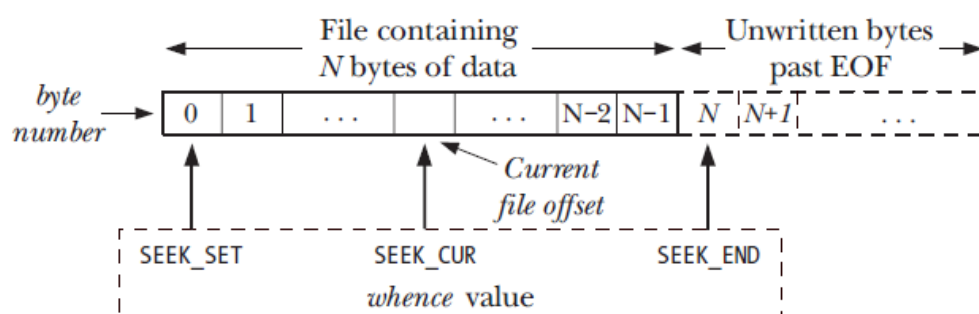 File containing
N bytes of data
Unwritten bytes
past EOF
byte
number
0 1 . . . . . . N−2 N−1 N N+1 . . .
Current
file offset
SEEK_SET SEEK_CUR SEEK_END
whence value